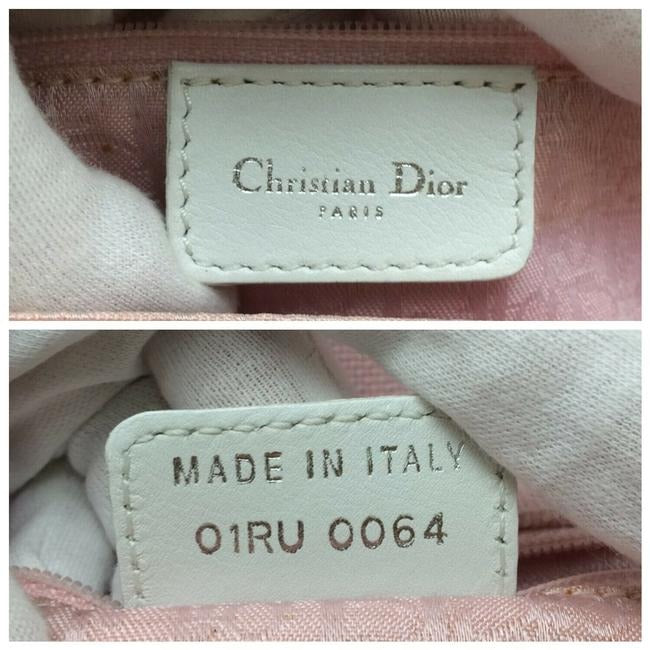 Christian Dior
PARIS
MADE IN ITALY
01RU 0064